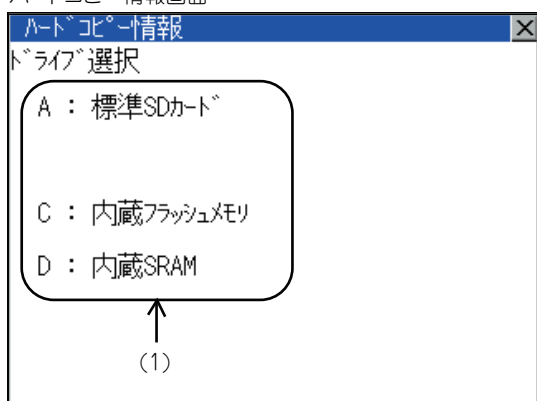 ハードコピー情報画面
ﾊｰﾄﾞｺﾋﾟｰ情報 ×
ﾄﾞﾗｲﾌﾞ選択
A : 標準SDｶｰﾄﾞ
C : 内蔵ﾌﾗｯｼｭﾒﾓﾘ
D : 内蔵SRAM
(1)